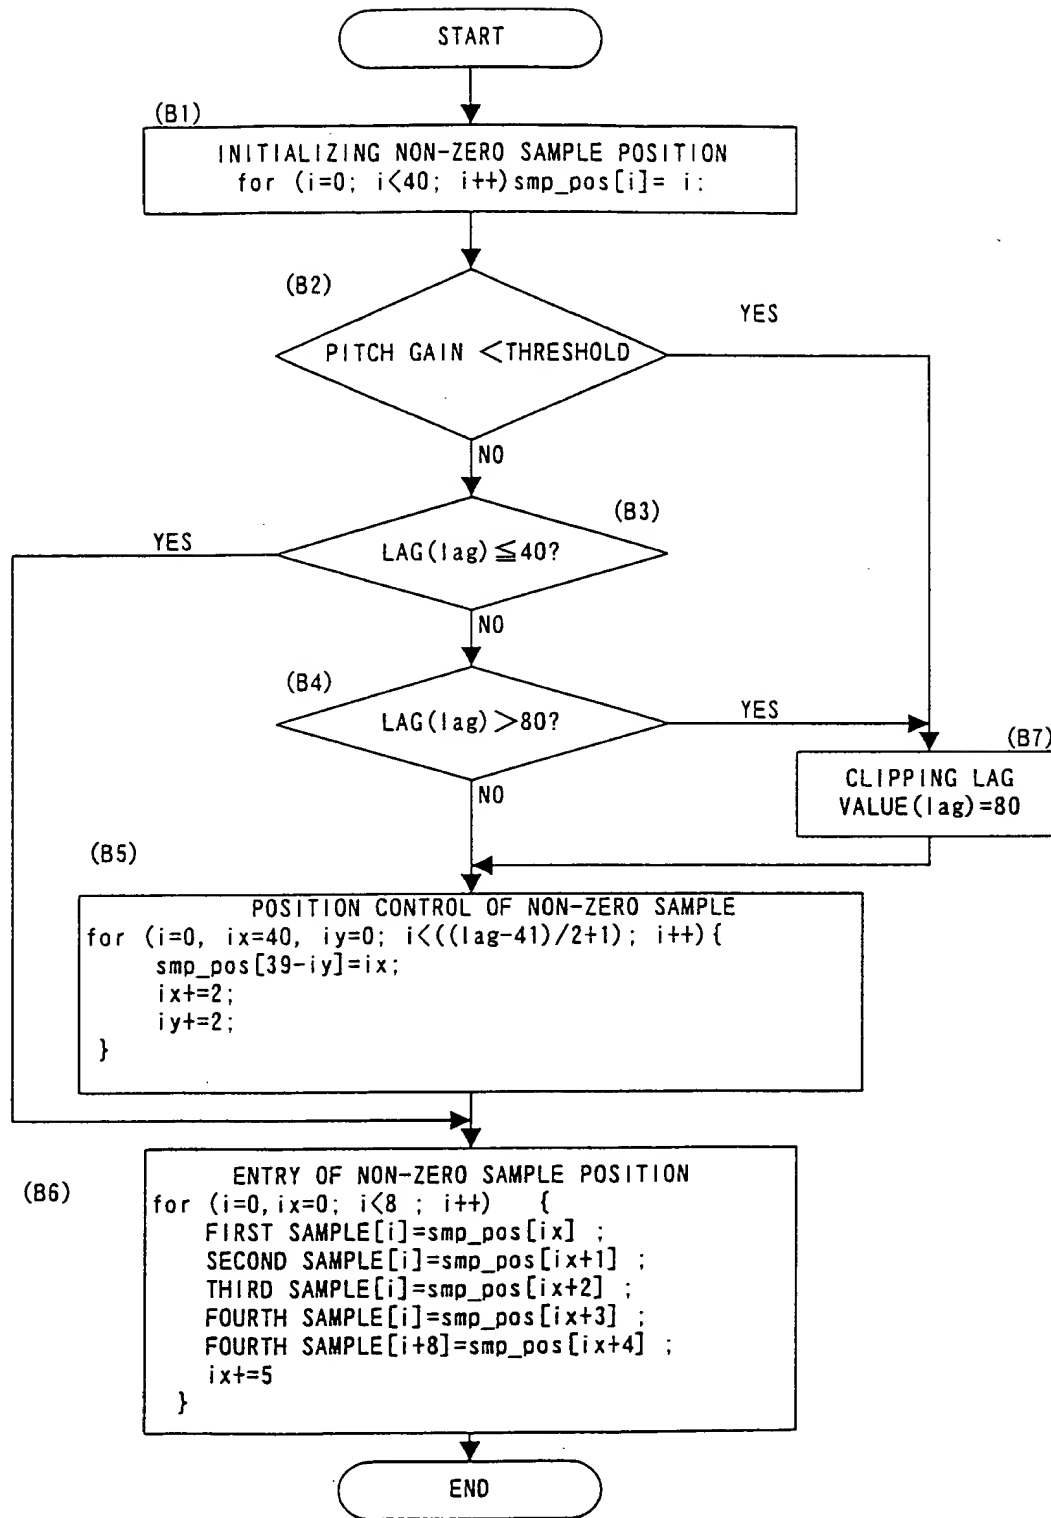 START
(B1)
INITIALIZING NON-ZERO SAMPLE POSITION
for (i=0; i<40; i++)smp_pos[i]= i:
(B2)
PITCH GAIN <THRESHOLD
YES
NO
(B3)
LAG(lag)≦40?
YES
NO
(B4)
LAG(lag)>80?
YES
NO
(B7)
CLIPPING LAG
VALUE(lag)=80
(B5)
POSITION CONTROL OF NON-ZERO SAMPLE
for (i=0, ix=40, iy=0; i<((lag-41)/2+1); i++){
smp_pos[39-iy]=ix;
ix+=2;
iy+=2;
}
(B6)
ENTRY OF NON-ZERO SAMPLE POSITION
for (i=0,ix=0; i<8 ; i++) {
FIRST SAMPLE[i]=smp_pos[ix] ;
SECOND SAMPLE[i]=smp_pos[ix+1] ;
THIRD SAMPLE[i]=smp_pos[ix+2] ;
FOURTH SAMPLE[i]=smp_pos[ix+3] ;
FOURTH SAMPLE[i+8]=smp_pos[ix+4] ;
ix+=5
}
END